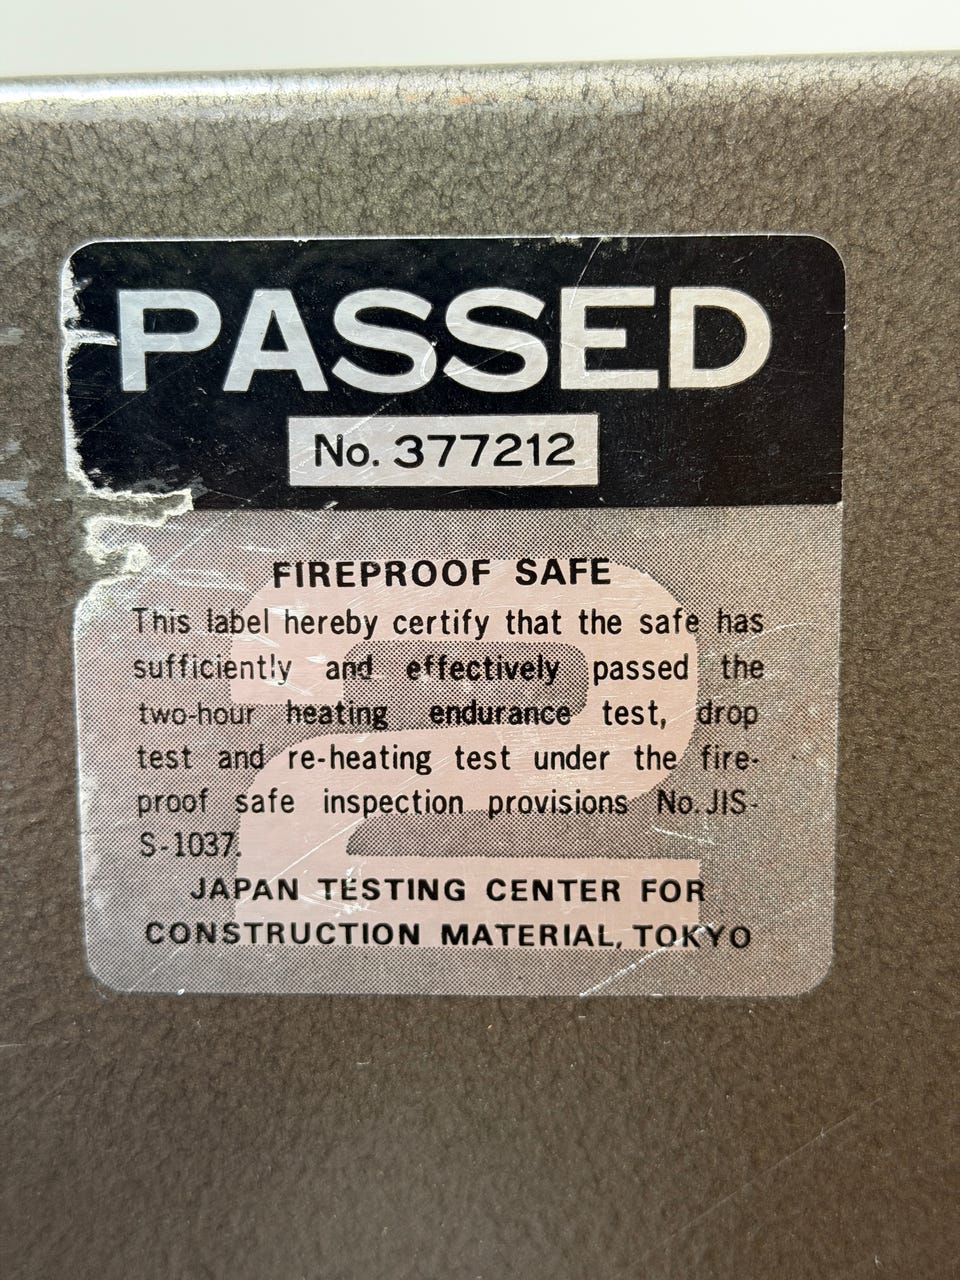 PASSED
No. 377212
FIREPROOF SAFE
This label hereby certify that the safe has
sufficiently and effectively passed the
two-hour heating endurance test, drop
test and re-heating test under the fire-
proof safe inspection provisions No. JIS-
S-1037.
JAPAN TESTING CENTER FOR
CONSTRUCTION MATERIAL, TOKYO
2